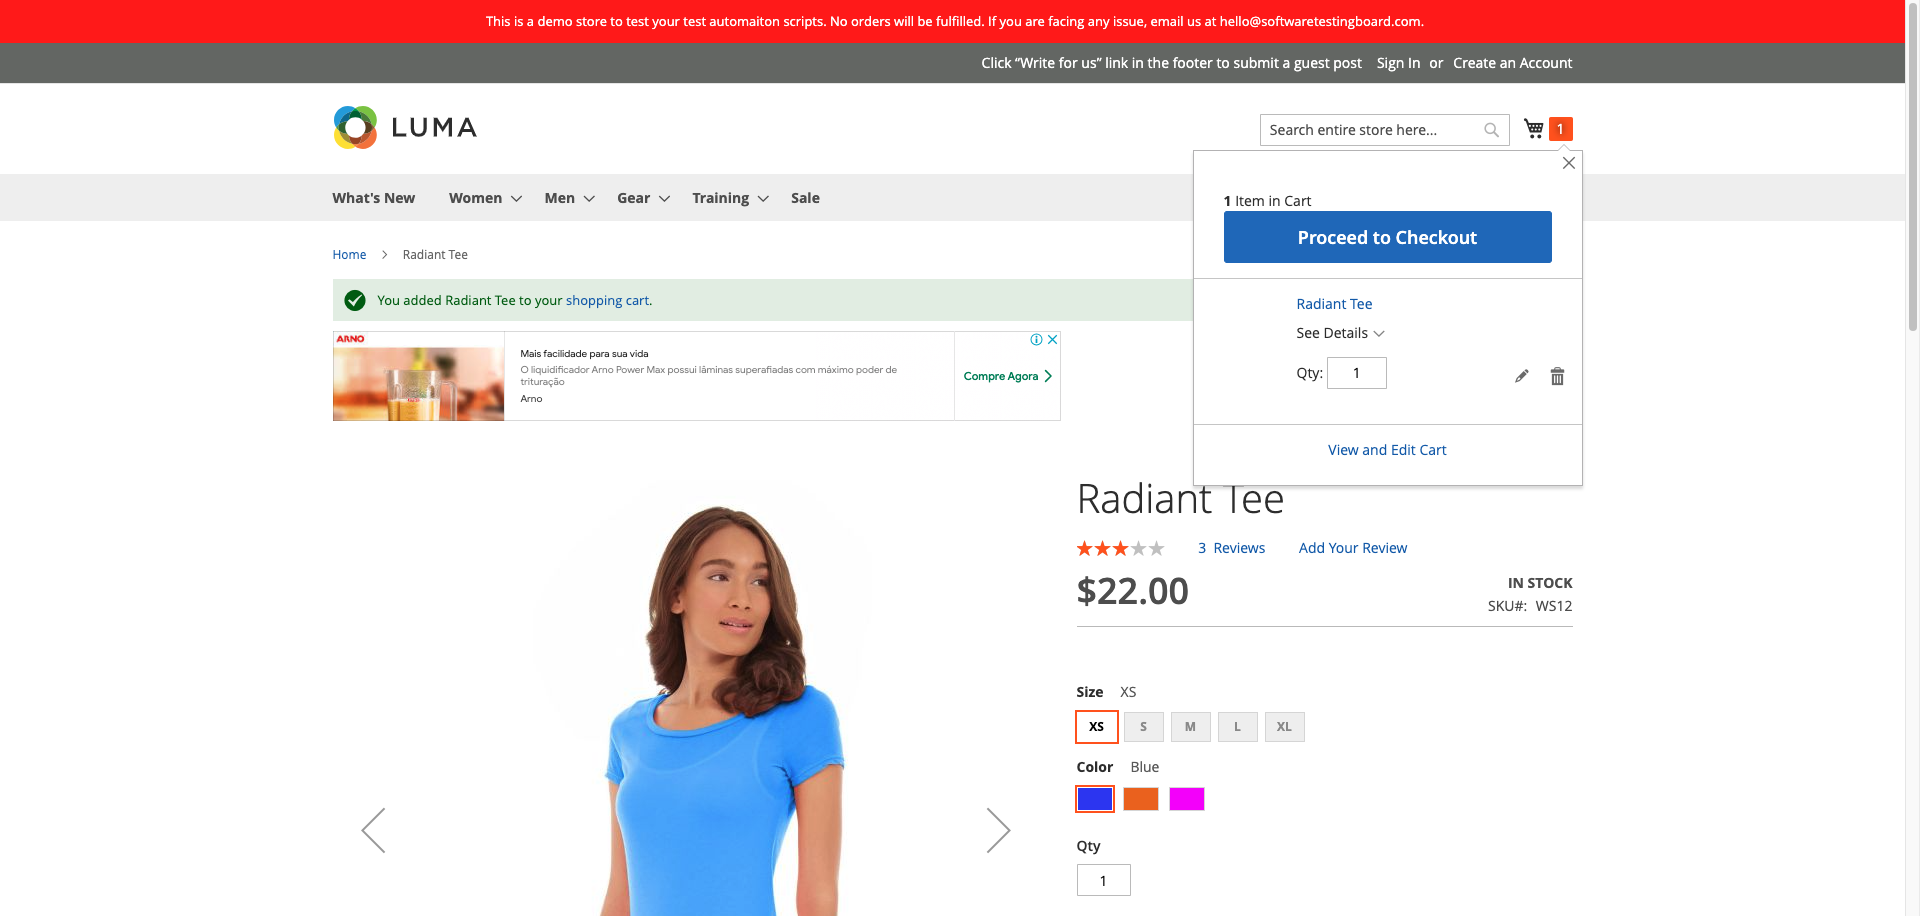 This is a demo store to test your test automaiton scripts. No orders will be fulfilled. If you are facing any issue, email us at hello@softwaretestingboard.com.
Click “Write for us” link in the footer to submit a guest post Sign In or Create an Account
LUMA
Search entire store here...
1
What's New Women Men Gear Training Sale
1 Item in Cart
Proceed to Checkout
Home Radiant Tee
You added Radiant Tee to your shopping cart.
Radiant Tee
See Details
Qty: 1
View and Edit Cart
ARNO
Mais facilidade para sua vida
O liquidificador Arno Power Max possui lâminas superafiadas com máximo poder de
trituração
Arno
Compre Agora
Radiant Tee
3 Reviews Add Your Review
$22.00
IN STOCK
SKU#: WS12
Size XS
XS S M L XL
Color Blue
Qty
1